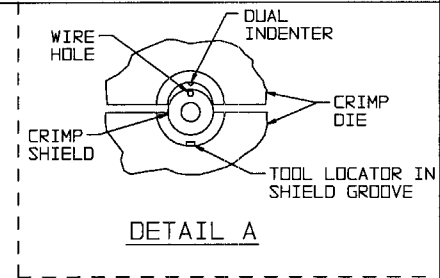 DUAL
INDENTER
WIRE
HOLE
CRIMP
DIE
CRIMP
SHIELD
TOOL LOCATOR IN
SHIELD GROOVE
DETAIL A